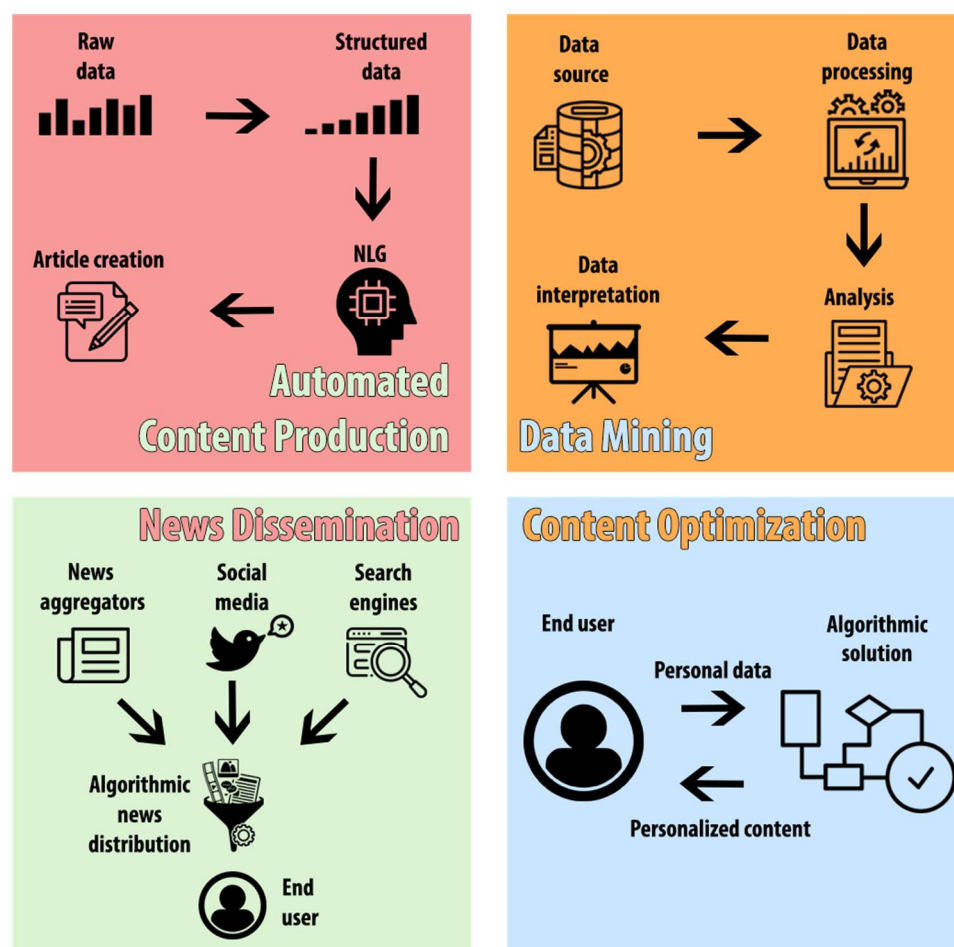 Raw
data
Structured
data
Article creation
NLG
Automated
Content Production
Data
source
Data
processing
Data
interpretation
Analysis
Data Mining
News Dissemination
News
aggregators
Social
media
Search
engines
Algorithmic
news
distribution
End
user
Content Optimization
End user
Algorithmic
solution
Personal data
Personalized content